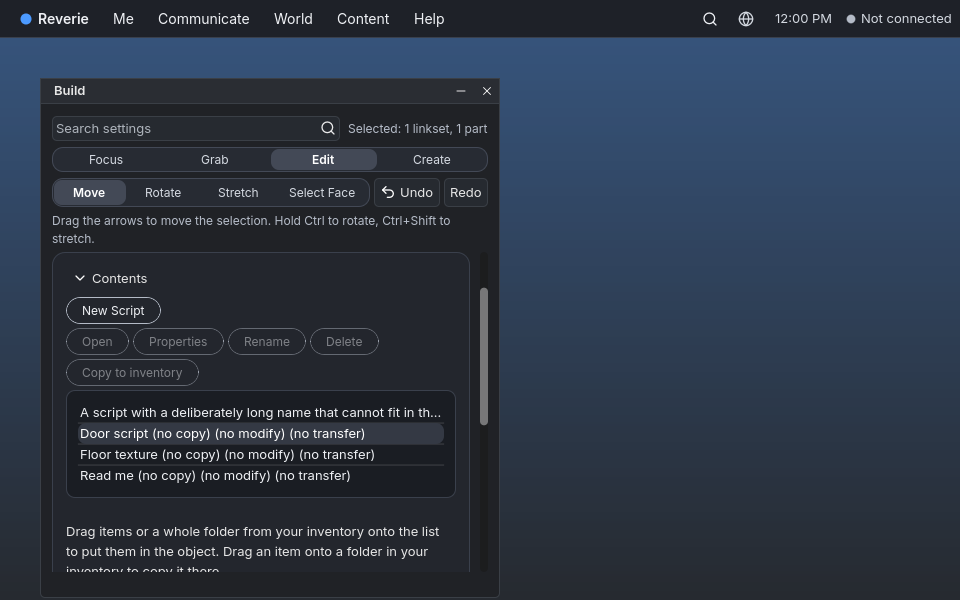 Reverie Me Communicate World Content Help 12:00 PM Not connected
Build
Search settings Selected: 1 linkset, 1 part
Focus Grab Edit Create
Move Rotate Stretch Select Face Undo Redo
Drag the arrows to move the selection. Hold Ctrl to rotate, Ctrl+Shift to
stretch.
Contents
New Script
Open Properties Rename Delete
Copy to inventory
A script with a deliberately long name that cannot fit in th...
Door script (no copy) (no modify) (no transfer)
Floor texture (no copy) (no modify) (no transfer)
Read me (no copy) (no modify) (no transfer)
Drag items or a whole folder from your inventory onto the list
to put them in the object. Drag an item onto a folder in your
inventory to copy it there.